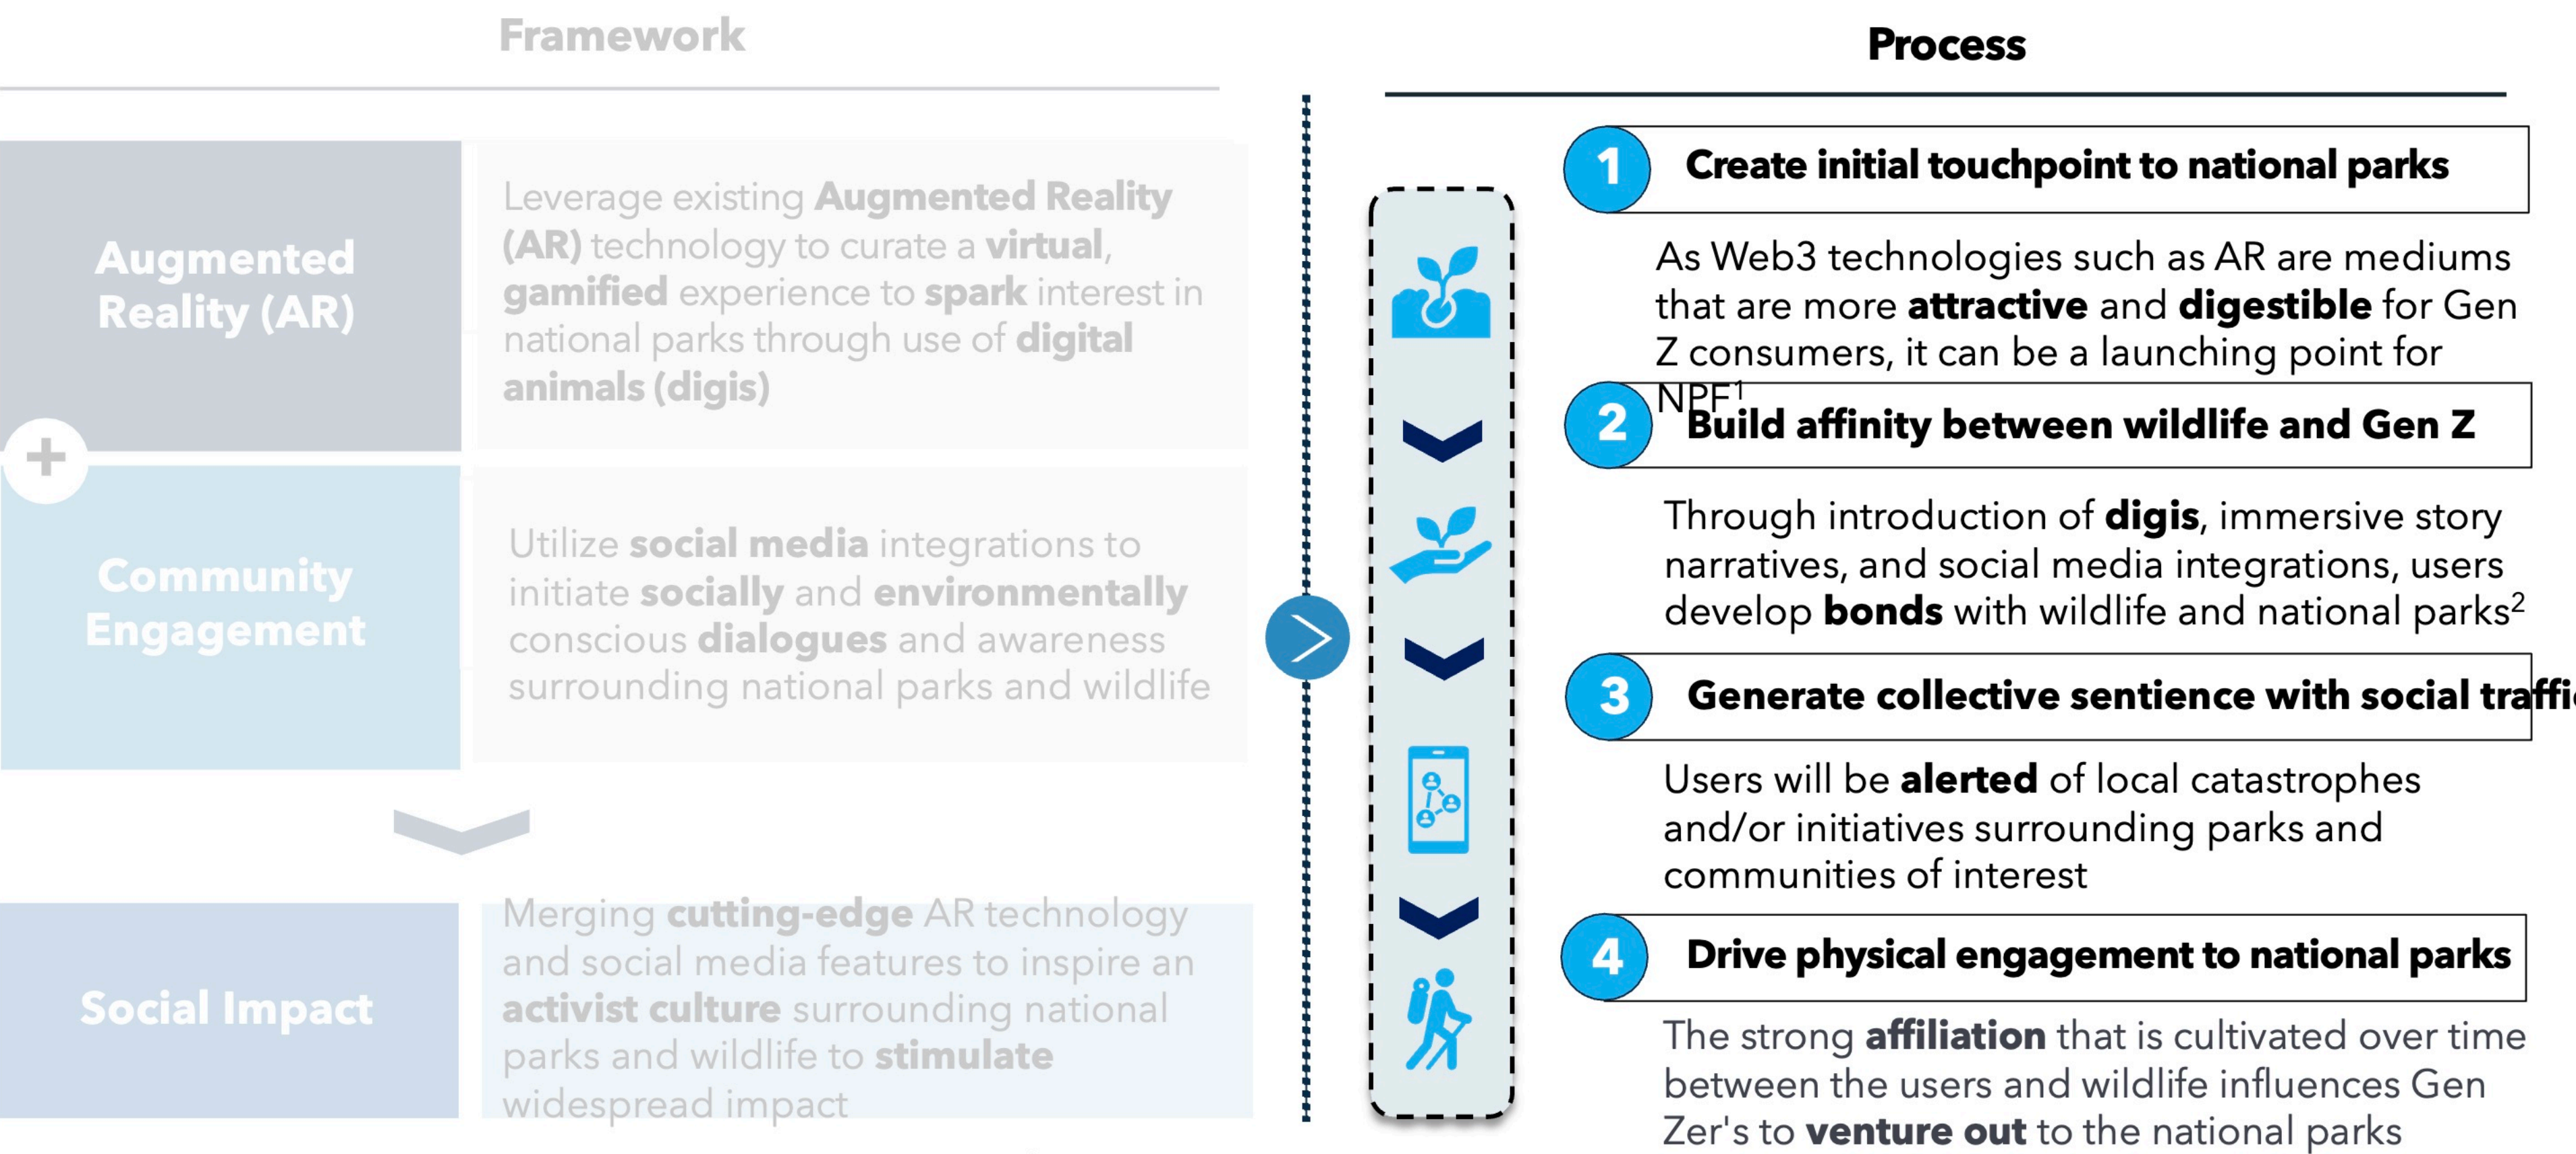 Framework
Augmented
Reality (AR)
Leverage existing Augmented Reality
(AR) technology to curate a virtual,
gamified experience to spark interest in
national parks through use of digital
animals (digis)
+
Community
Engagement
Utilize social media integrations to
initiate socially and environmentally
conscious dialogues and awareness
surrounding national parks and wildlife
Social Impact
Merging cutting-edge AR technology
and social media features to inspire an
activist culture surrounding national
parks and wildlife to stimulate
widespread impact
Process
1 Create initial touchpoint to national parks
As Web3 technologies such as AR are mediums
that are more attractive and digestible for Gen
Z consumers, it can be a launching point for
NPF¹
2 Build affinity between wildlife and Gen Z
Through introduction of digis, immersive story
narratives, and social media integrations, users
develop bonds with wildlife and national parks²
3 Generate collective sentience with social traffi
Users will be alerted of local catastrophes
and/or initiatives surrounding parks and
communities of interest
4 Drive physical engagement to national parks
The strong affiliation that is cultivated over time
between the users and wildlife influences Gen
Zer's to venture out to the national parks